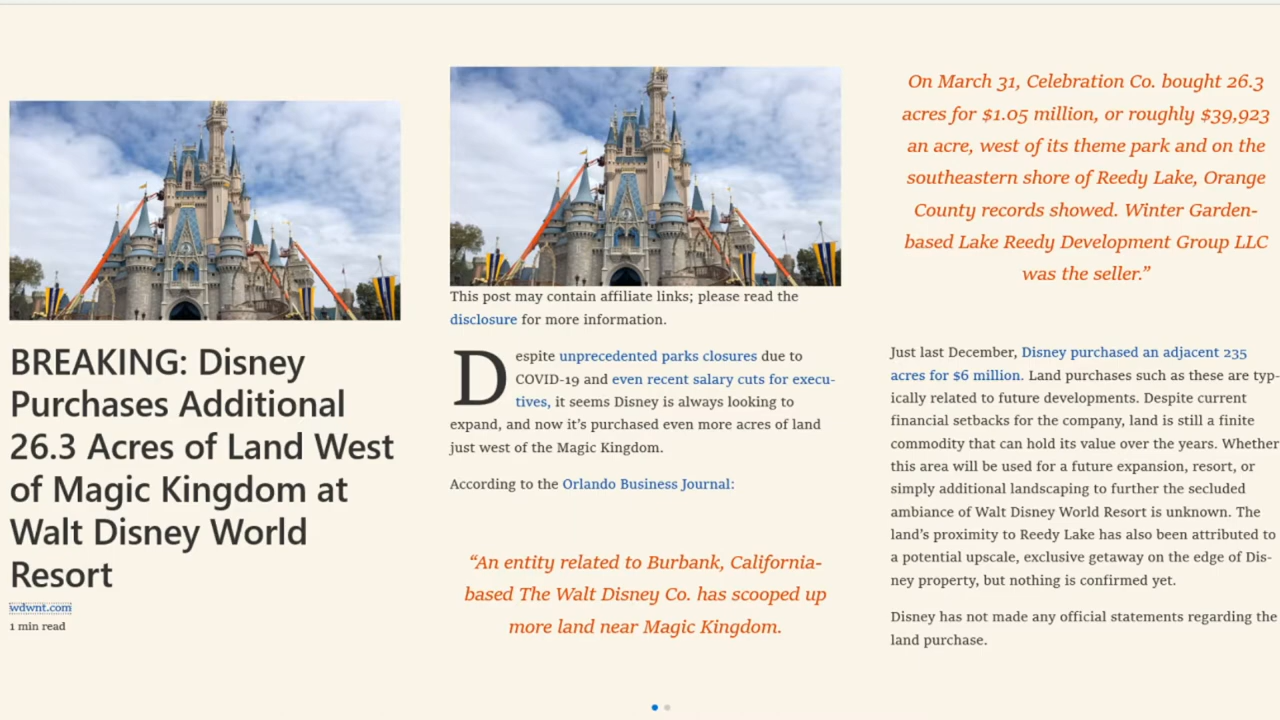 BREAKING: Disney
Purchases Additional
26.3 Acres of Land West
of Magic Kingdom at
Walt Disney World
Resort
wdwnt.com
1 min read
This post may contain affiliate links; please read the
disclosure for more information.
Despite unprecedented parks closures due to
COVID-19 and even recent salary cuts for execu-
tives, it seems Disney is always looking to
expand, and now it’s purchased even more acres of land
just west of the Magic Kingdom.
According to the Orlando Business Journal:
“An entity related to Burbank, California-
based The Walt Disney Co. has scooped up
more land near Magic Kingdom.
On March 31, Celebration Co. bought 26.3
acres for $1.05 million, or roughly $39,923
an acre, west of its theme park and on the
southeastern shore of Reedy Lake, Orange
County records showed. Winter Garden-
based Lake Reedy Development Group LLC
was the seller.”
Just last December, Disney purchased an adjacent 235
acres for $6 million. Land purchases such as these are typ-
ically related to future developments. Despite current
financial setbacks for the company, land is still a finite
commodity that can hold its value over the years. Whether
this area will be used for a future expansion, resort, or
simply additional landscaping to further the secluded
ambiance of Walt Disney World Resort is unknown. The
land’s proximity to Reedy Lake has also been attributed to
a potential upscale, exclusive getaway on the edge of Dis-
ney property, but nothing is confirmed yet.
Disney has not made any official statements regarding the
land purchase.